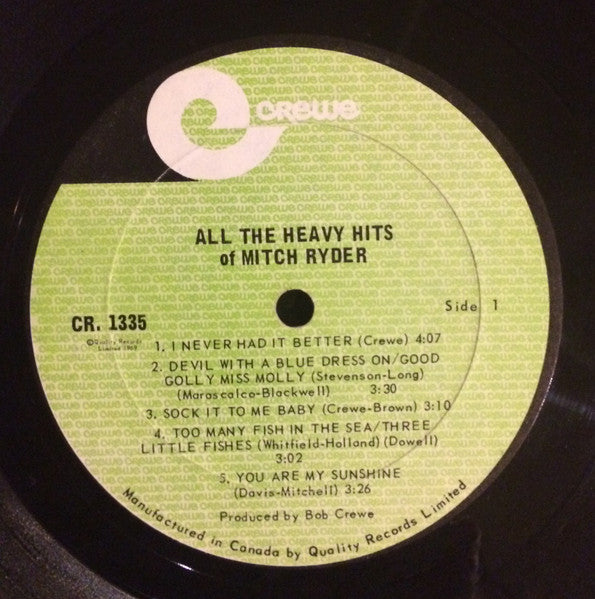 crewe
ALL THE HEAVY HITS
of MITCH RYDER
CR. 1335
Side 1
©Quality Records
Limited 1969
1. I NEVER HAD IT BETTER (Crewe) 4:07
2. DEVIL WITH A BLUE DRESS ON/GOOD
GOLLY MISS MOLLY (Stevenson-Long)
(Marascalco-Blackwell) 3:30
3. SOCK IT TO ME BABY (Crewe-Brown) 3:10
4. TOO MANY FISH IN THE SEA/THREE
LITTLE FISHES (Whitfield-Holland) (Dowell)
3:02
5. YOU ARE MY SUNSHINE
(Davis-Mitchell) 3:26
Produced by Bob Crewe
Manufactured in Canada by Quality Records Limited